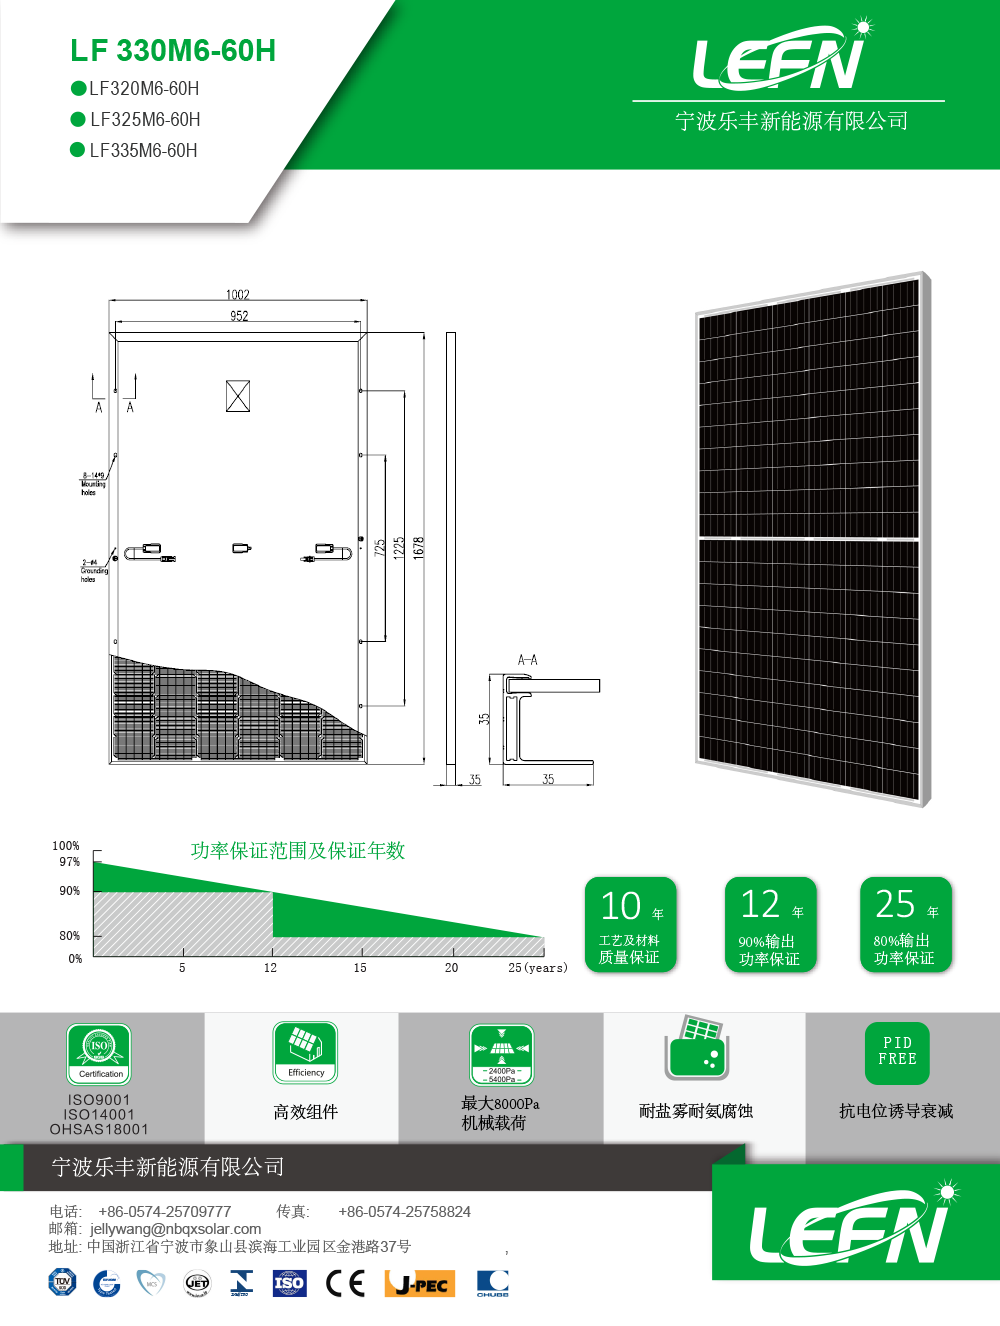 LF 330M6-60H
LF320M6-60H
LF325M6-60H
LF335M6-60H
LEFN
宁波乐丰新能源有限公司
1002
952
A
A
8-14*9
Mounting
holes
2-ø4
Grounding
holes
725
1225
1678
35
A-A
35
35
功率保证范围及保证年数
100%
97%
90%
80%
0%
5
12
15
20
25(years)
10 年
工艺及材料
质量保证
12 年
90%输出
功率保证
25 年
80%输出
功率保证
ISO
Certification
ISO9001
ISO14001
OHSAS18001
Efficiency
高效组件
2400Pa
5400Pa
最大8000Pa
机械载荷
耐盐雾耐氨腐蚀
PID
FREE
抗电位诱导衰减
宁波乐丰新能源有限公司
电话: +86-0574-25709777 传真: +86-0574-25758824
邮箱: jellywang@nbqxsolar.com
地址: 中国浙江省宁波市象山县滨海工业园区金港路37号 ,
TÜV
MCS
JET
ISO
CE
J-PEC
CHUBB
LEFN